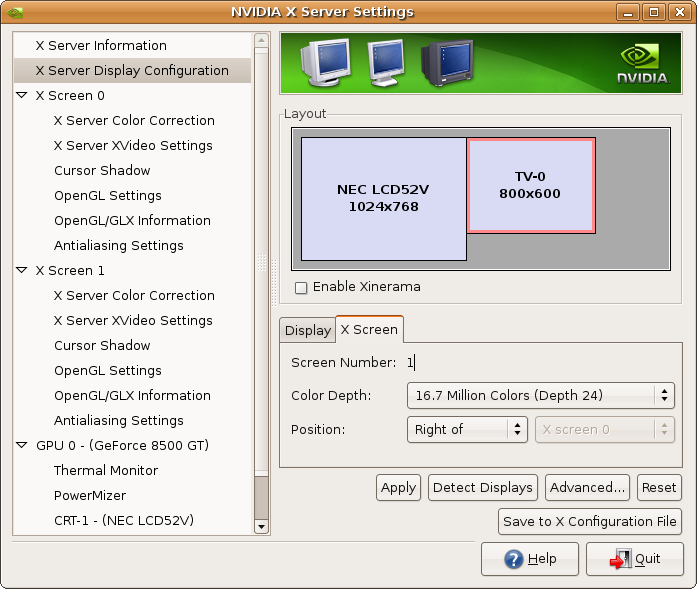 NVIDIA X Server Settings
X Server Information
X Server Display Configuration
X Screen 0
X Server Color Correction
X Server XVideo Settings
Cursor Shadow
OpenGL Settings
OpenGL/GLX Information
Antialiasing Settings
X Screen 1
X Server Color Correction
X Server XVideo Settings
Cursor Shadow
OpenGL Settings
OpenGL/GLX Information
Antialiasing Settings
GPU 0 - (GeForce 8500 GT)
Thermal Monitor
PowerMizer
CRT-1 - (NEC LCD52V)
NVIDIA.
Layout
NEC LCD52V
1024x768
TV-0
800x600
Enable Xinerama
Display X Screen
Screen Number: 1
Color Depth: 16.7 Million Colors (Depth 24)
Position: Right of X screen 0
Apply Detect Displays Advanced... Reset
Save to X Configuration File
Help Quit